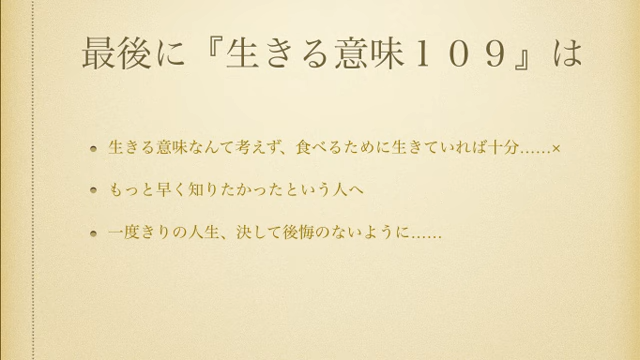 最後に『生きる意味１０９』は
生きる意味なんて考えず、食べるために生きていれば十分……×
もっと早く知りたかったという人へ
一度きりの人生、決して後悔のないように……